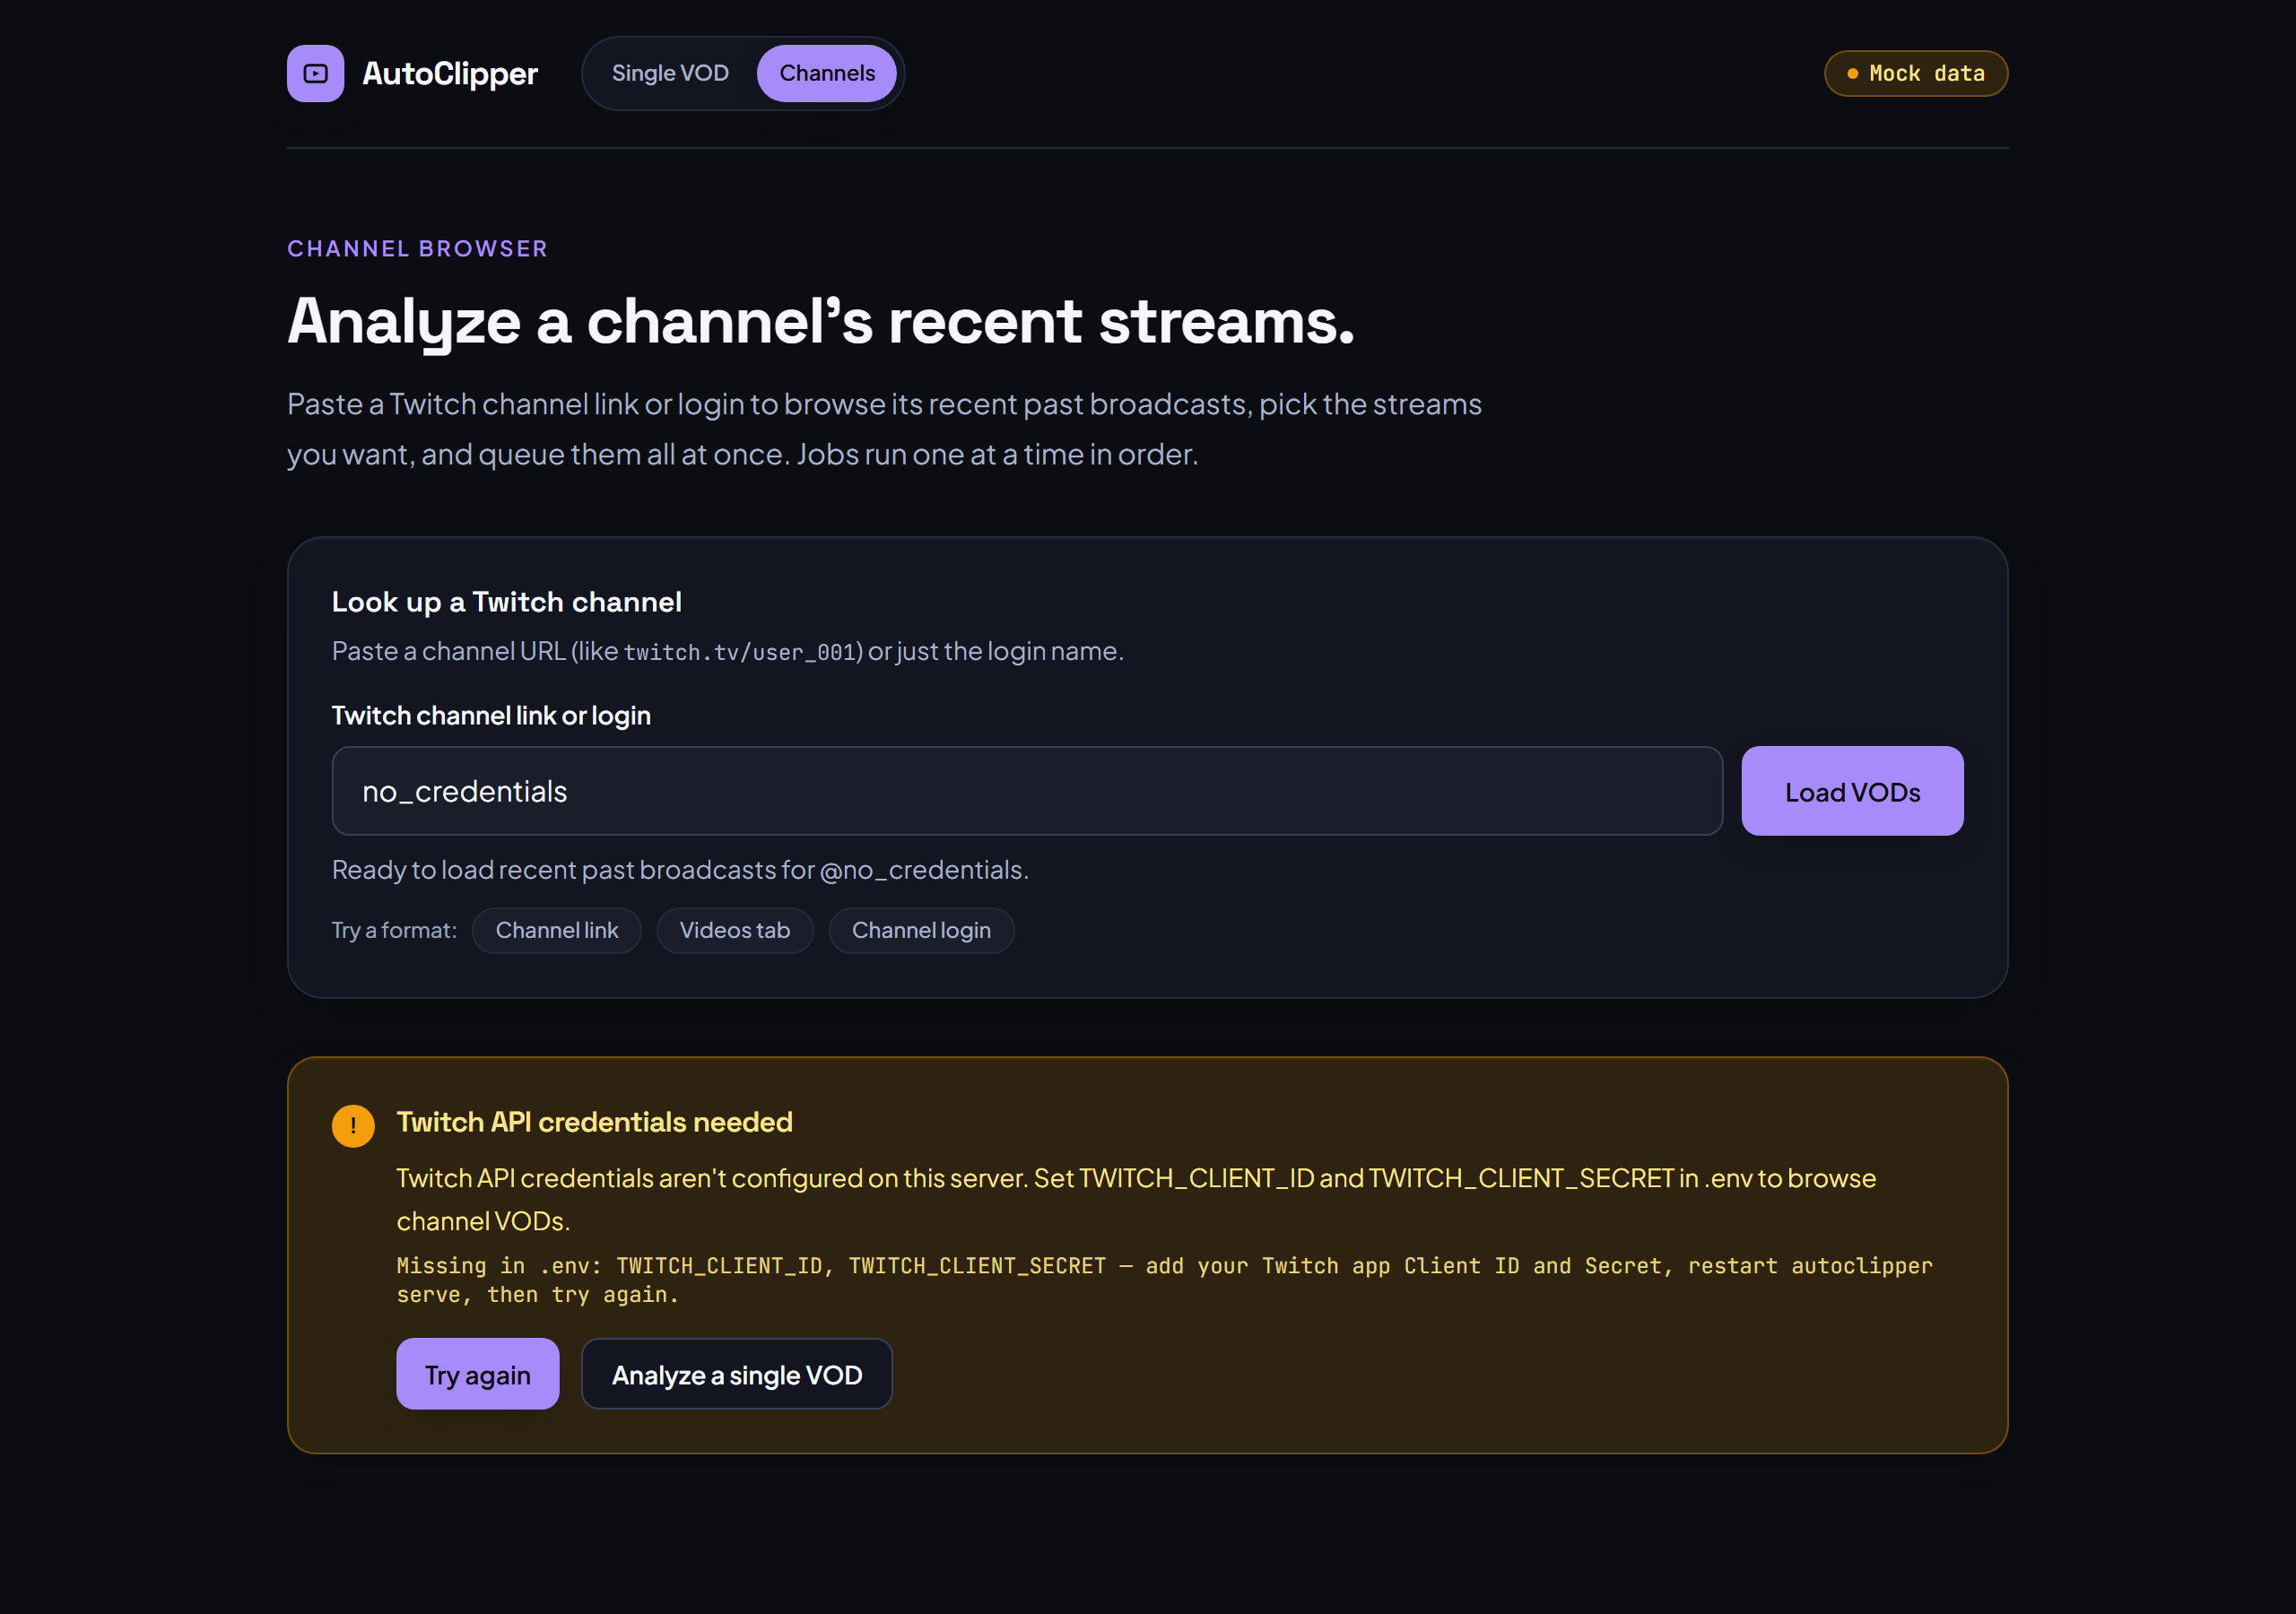 AutoClipper
Single VOD
Channels
Mock data
CHANNEL BROWSER
Analyze a channel’s recent streams.
Paste a Twitch channel link or login to browse its recent past broadcasts, pick the streams
you want, and queue them all at once. Jobs run one at a time in order.
Look up a Twitch channel
Paste a channel URL (like twitch.tv/user_001) or just the login name.
Twitch channel link or login
no_credentials
Load VODs
Ready to load recent past broadcasts for @no_credentials.
Try a format:
Channel link
Videos tab
Channel login
!
Twitch API credentials needed
Twitch API credentials aren't configured on this server. Set TWITCH_CLIENT_ID and TWITCH_CLIENT_SECRET in .env to browse
channel VODs.
Missing in .env: TWITCH_CLIENT_ID, TWITCH_CLIENT_SECRET — add your Twitch app Client ID and Secret, restart autoclipper
serve, then try again.
Try again
Analyze a single VOD